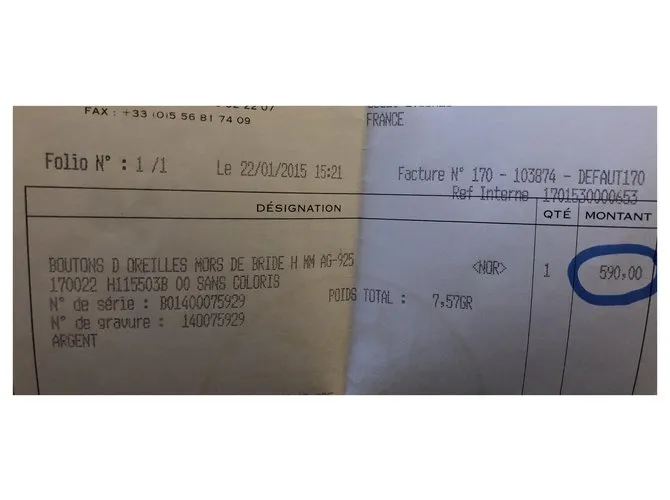 FAX : +33 (0)5 56 81 74 09
FRANCE
Folio N° : 1 /1
Le 22/01/2015 15:21
Facture N° 170 - 103874 - DEFAUT170
Ref Interne 1701530000653
DÉSIGNATION
QTÉ
MONTANT
BOUTONS D OREILLES MORS DE BRIDE H MM AG-925
<NOR>
1
590,00
170022 H115503B 00 SANS COLORIS
POIDS TOTAL : 7,57GR
N° de série : BO1400075929
N° de gravure : 140075929
ARGENT